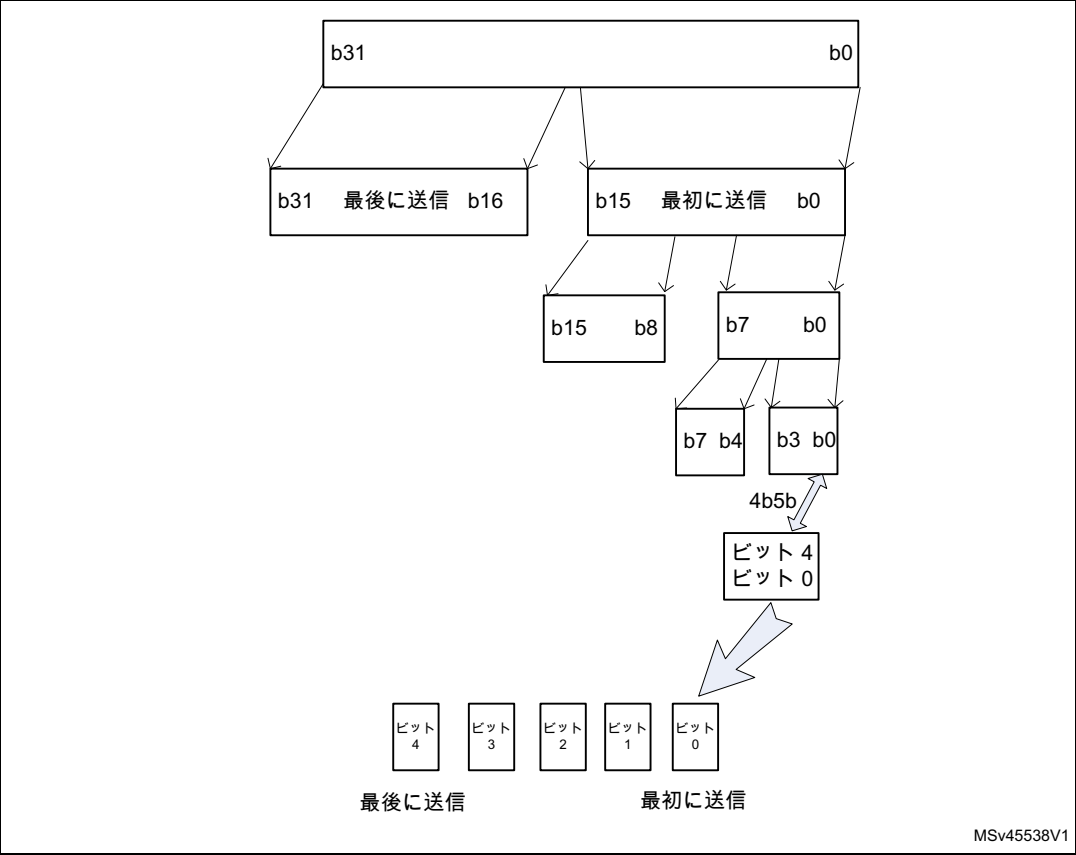 b31 b0
b31 最後に送信 b16
b15 最初に送信 b0
b15 b8
b7 b0
b7 b4
b3 b0
4b5b
ビット 4
ビット 0
ビット
4
ビット
3
ビット
2
ビット
1
ビット
0
最後に送信
最初に送信
MSv45538V1